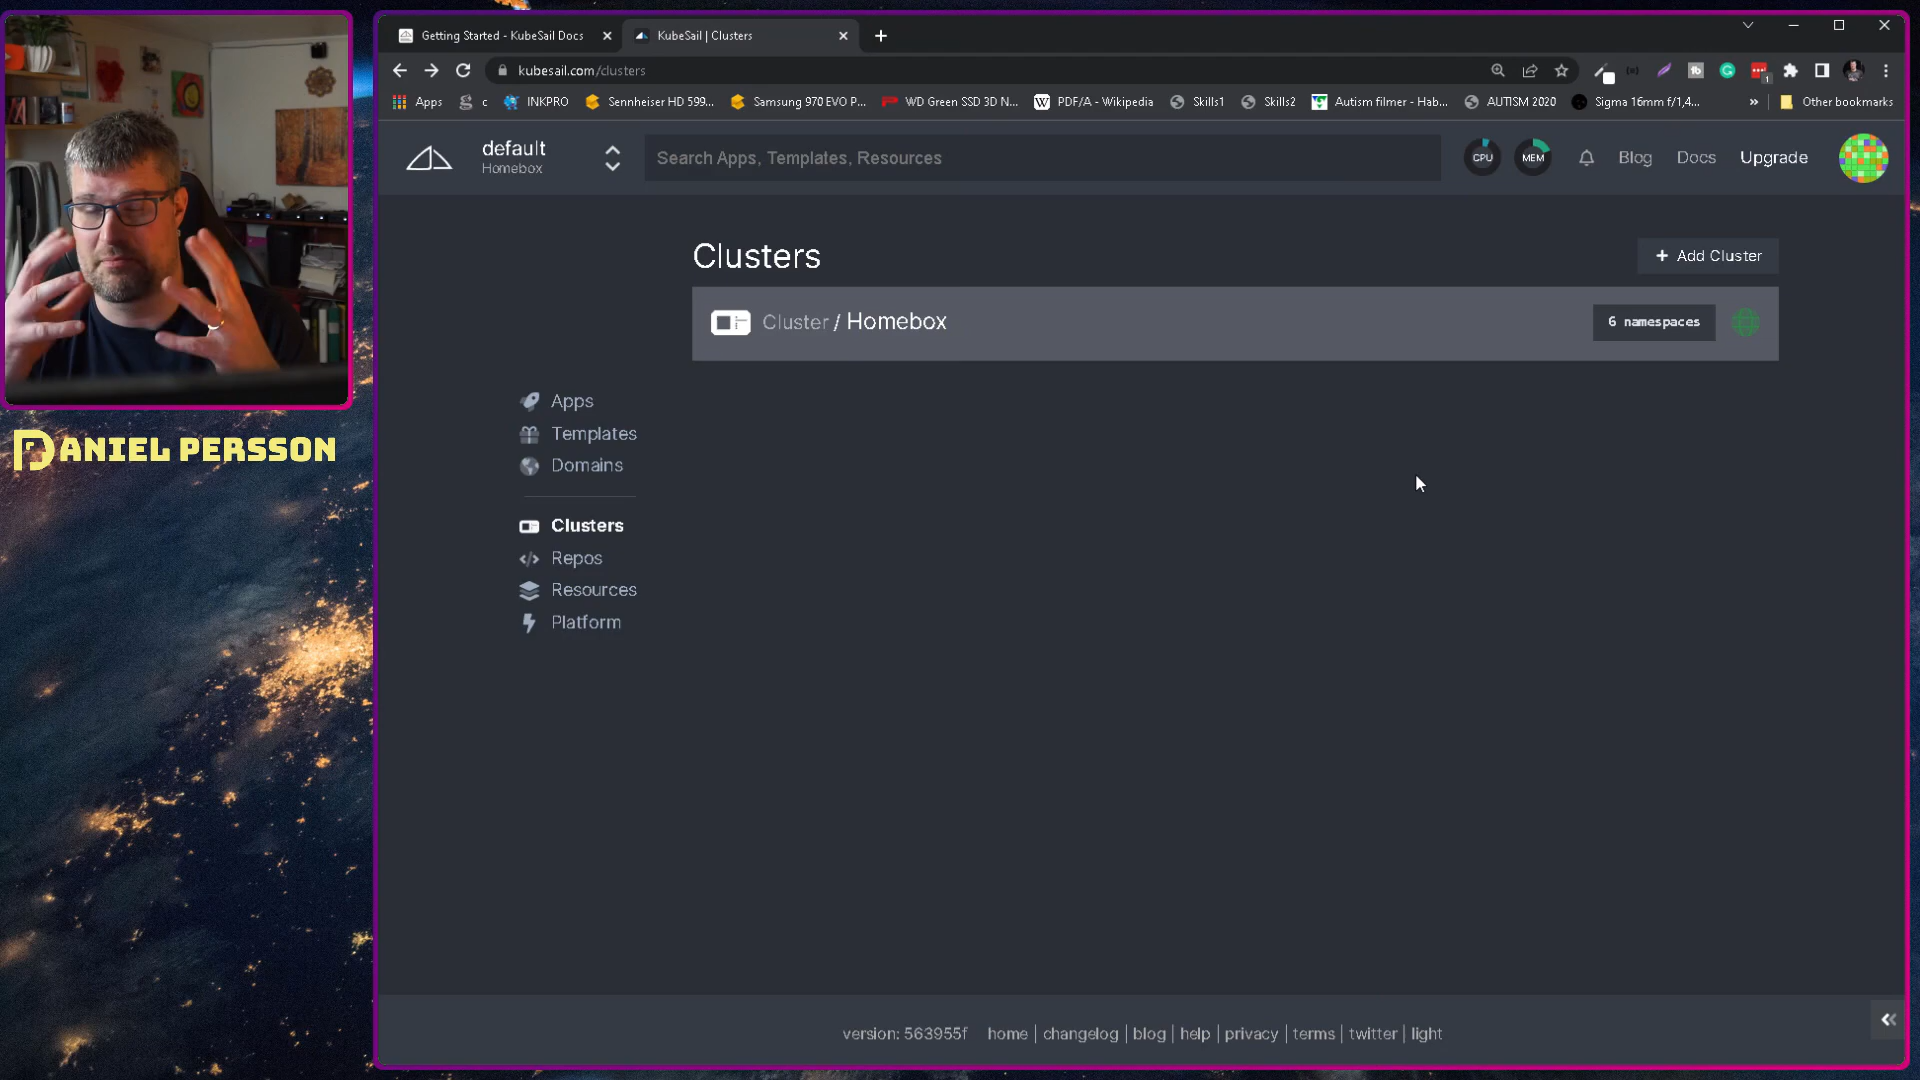 Getting Started - KubeSail Docs
KubeSail | Clusters
kubesail.com/clusters
Apps
c
INKPRO
Sennheiser HD 599...
Samsung 970 EVO P...
WD Green SSD 3D N...
PDF/A - Wikipedia
Skills1
Skills2
Autism filmer - Hab...
AUTISM 2020
Sigma 16mm f/1,4...
»
Other bookmarks
default
Homebox
Search Apps, Templates, Resources
CPU
MEM
Blog
Docs
Upgrade
Clusters
+ Add Cluster
Cluster / Homebox
6 namespaces
Apps
Templates
Domains
Clusters
Repos
Resources
Platform
DANIEL PERSSON
version: 563955f
home | changelog | blog | help | privacy | terms | twitter | light